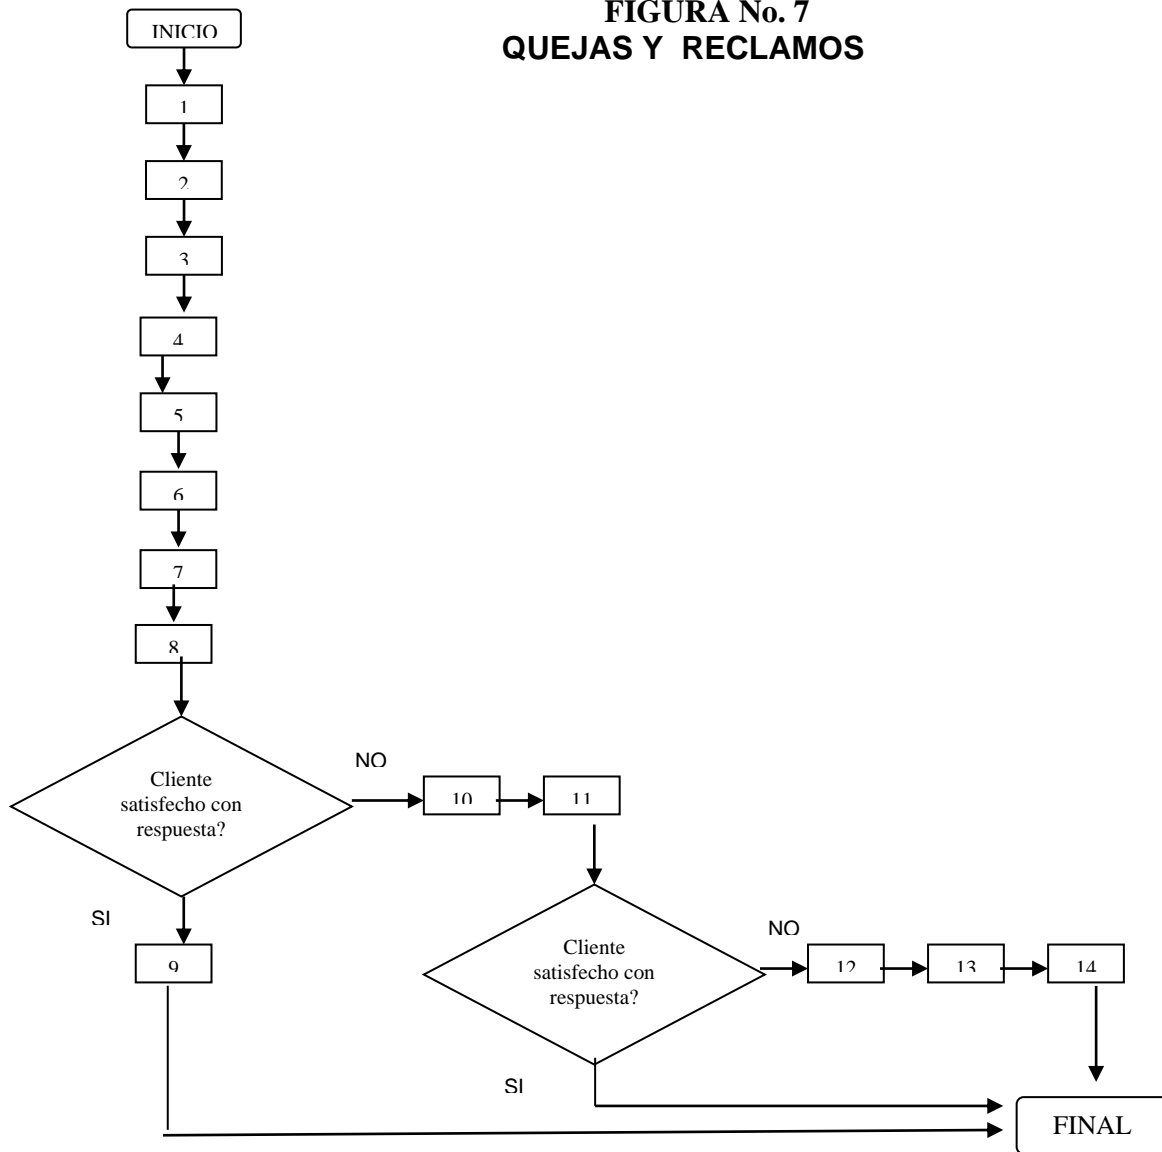 FIGURA No. 7
QUEJAS Y RECLAMOS
INICIO
1
2
3
4
5
6
7
8
Cliente
satisfecho con
respuesta?
NO
10
11
SI
9
Cliente
satisfecho con
respuesta?
NO
12
13
14
SI
FINAL